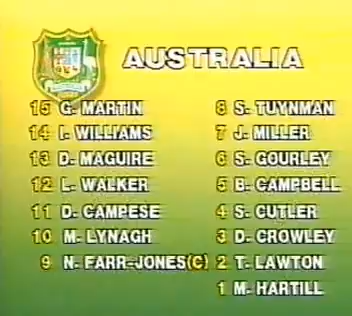 AUSTRALIA
15 G. MARTIN
14 I. WILLIAMS
13 D. MAGUIRE
12 L. WALKER
11 D. CAMPESE
10 M. LYNAGH
9 N. FARR-JONES(C)
8 S. TUYNMAN
7 J. MILLER
6 S. GOURLEY
5 B. CAMPBELL
4 S. CUTLER
3 D. CROWLEY
2 T. LAWTON
1 M. HARTILL